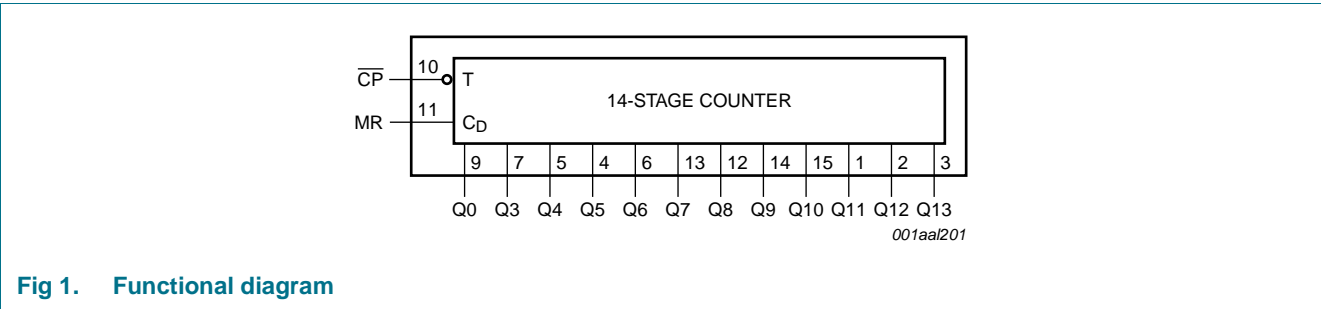 CP 10 T
14-STAGE COUNTER
MR 11 CD
9 7 5 4 6 13 12 14 15 1 2 3
Q0 Q3 Q4 Q5 Q6 Q7 Q8 Q9 Q10 Q11 Q12 Q13
001aal201
Fig 1. Functional diagram